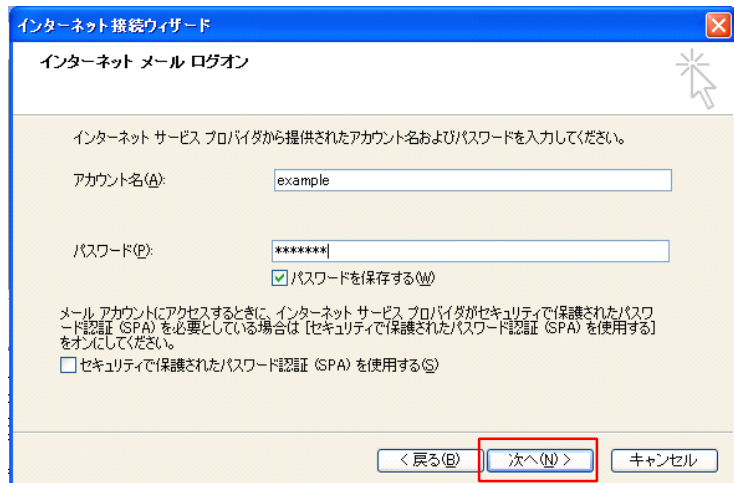 インターネット接続ウィザード
インターネット メール ログオン
インターネット サービス プロバイダから提供されたアカウント名およびパスワードを入力してください。
アカウント名(A):
example
パスワード(P):
*******
パスワードを保存する(W)
メール アカウントにアクセスするときに、インターネット サービス プロバイダがセキュリティで保護されたパスワ
ード認証 (SPA) を必要としている場合は [セキュリティで保護されたパスワード認証 (SPA) を使用する]
をオンにしてください。
セキュリティで保護されたパスワード認証 (SPA) を使用する(S)
< 戻る(B)
次へ(N) >
キャンセル